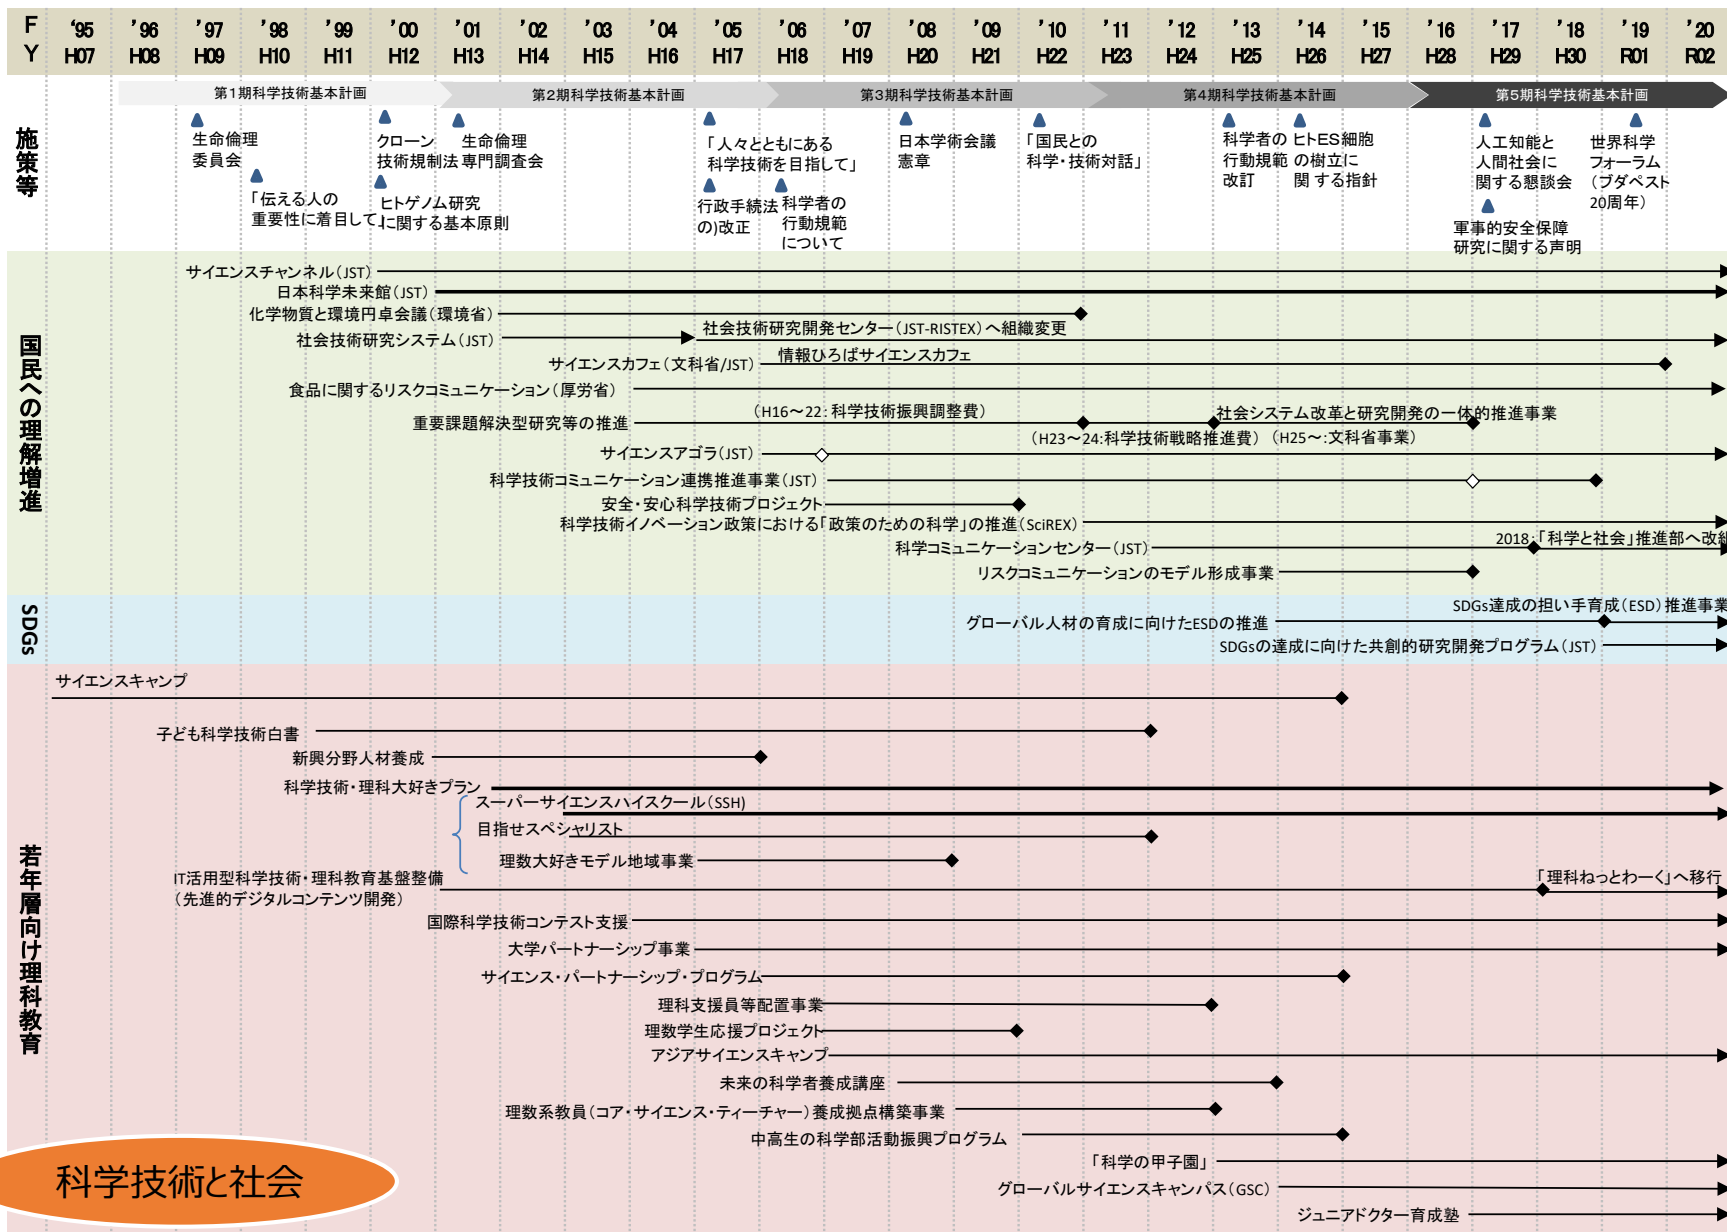 F '95 '96 '97 '98 '99 '00 '01 '02 '03 '04 '05 '06 '07 '08 '09 '10 '11 '12 '13 '14 '15 '16 '17 '18 '19 '20
Y H07 H08 H09 H10 H11 H12 H13 H14 H15 H16 H17 H18 H19 H20 H21 H22 H23 H24 H25 H26 H27 H28 H29 H30 R01 R02
第1期科学技術基本計画 第2期科学技術基本計画 第3期科学技術基本計画 第4期科学技術基本計画 第5期科学技術基本計画
施策等
生命倫理
委員会
「伝える人の
重要性に着目して」
クローン
技術規制法
ヒトゲノム研究
に関する基本原則
生命倫理
専門調査会
「人々とともにある
科学技術を目指して」
行政手続法
の)改正
科学者の
行動規範
について
日本学術会議
憲章
「国民との
科学・技術対話」
科学者の
行動規範
改訂
ヒトES細胞
の樹立に
関する指針
人工知能と
人間社会に
関する懇談会
軍事的安全保障
研究に関する声明
世界科学
フォーラム
(ブダペスト
20周年)
国民への理解増進
サイエンスチャンネル(JST)
日本科学未来館(JST)
化学物質と環境円卓会議(環境省)
社会技術研究システム(JST) 社会技術研究開発センター(JST-RISTEX)へ組織変更
サイエンスカフェ(文科省/JST) 情報ひろばサイエンスカフェ
食品に関するリスクコミュニケーション(厚労省)
重要課題解決型研究等の推進 (H16~22:科学技術振興調整費) 社会システム改革と研究開発の一体的推進事業
(H23~24:科学技術戦略推進費) (H25~:文科省事業)
サイエンスアゴラ(JST)
科学技術コミュニケーション連携推進事業(JST)
安全・安心科学技術プロジェクト
科学技術イノベーション政策における「政策のための科学」の推進(SciREX)
科学コミュニケーションセンター(JST) 2018:「科学と社会」推進部へ改組
リスクコミュニケーションのモデル形成事業
SDGs
グローバル人材の育成に向けたESDの推進 SDGs達成の担い手育成(ESD)推進事業
SDGsの達成に向けた共創的研究開発プログラム(JST)
若年層向け理科教育
サイエンスキャンプ
子ども科学技術白書
新興分野人材養成
科学技術・理科大好きプラン
スーパーサイエンスハイスクール(SSH)
目指せスペシャリスト
理数大好きモデル地域事業
IT活用型科学技術・理科教育基盤整備
(先進的デジタルコンテンツ開発) 「理科ねっとわーく」へ移行
国際科学技術コンテスト支援
大学パートナーシップ事業
サイエンス・パートナーシップ・プログラム
理科支援員等配置事業
理数学生応援プロジェクト
アジアサイエンスキャンプ
未来の科学者養成講座
理数系教員(コア・サイエンス・ティーチャー)養成拠点構築事業
中高生の科学部活動振興プログラム
「科学の甲子園」
グローバルサイエンスキャンパス(GSC)
ジュニアドクター育成塾
科学技術と社会